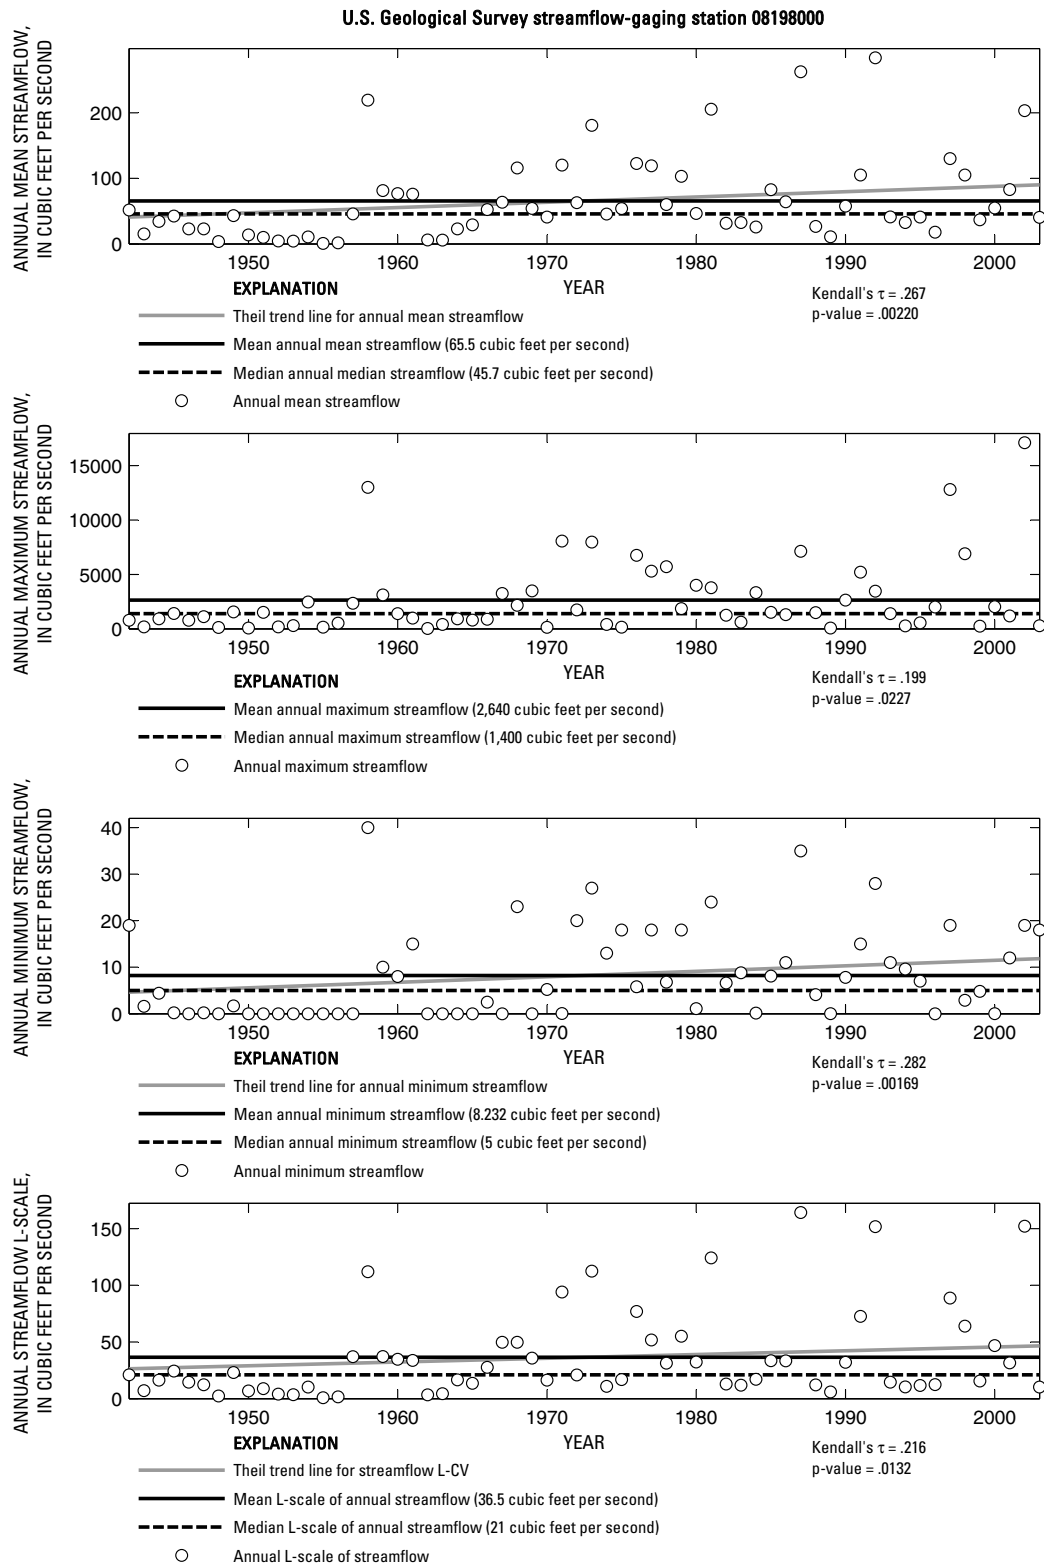 U.S. Geological Survey streamflow-gaging station 08198000
ANNUAL MEAN STREAMFLOW,
IN CUBIC FEET PER SECOND
200
100
0
1950 1960 1970 1980 1990 2000
YEAR
EXPLANATION
Theil trend line for annual mean streamflow
Mean annual mean streamflow (65.5 cubic feet per second)
Median annual median streamflow (45.7 cubic feet per second)
Annual mean streamflow
Kendall's τ = .267
p-value = .00220
ANNUAL MAXIMUM STREAMFLOW,
IN CUBIC FEET PER SECOND
15000
10000
5000
0
1950 1960 1970 1980 1990 2000
YEAR
EXPLANATION
Mean annual maximum streamflow (2,640 cubic feet per second)
Median annual maximum streamflow (1,400 cubic feet per second)
Annual maximum streamflow
Kendall's τ = .199
p-value = .0227
ANNUAL MINIMUM STREAMFLOW,
IN CUBIC FEET PER SECOND
40
30
20
10
0
1950 1960 1970 1980 1990 2000
YEAR
EXPLANATION
Theil trend line for annual minimum streamflow
Mean annual minimum streamflow (8.232 cubic feet per second)
Median annual minimum streamflow (5 cubic feet per second)
Annual minimum streamflow
Kendall's τ = .282
p-value = .00169
ANNUAL STREAMFLOW L-SCALE,
IN CUBIC FEET PER SECOND
150
100
50
0
1950 1960 1970 1980 1990 2000
YEAR
EXPLANATION
Theil trend line for streamflow L-CV
Mean L-scale of annual streamflow (36.5 cubic feet per second)
Median L-scale of annual streamflow (21 cubic feet per second)
Annual L-scale of streamflow
Kendall's τ = .216
p-value = .0132